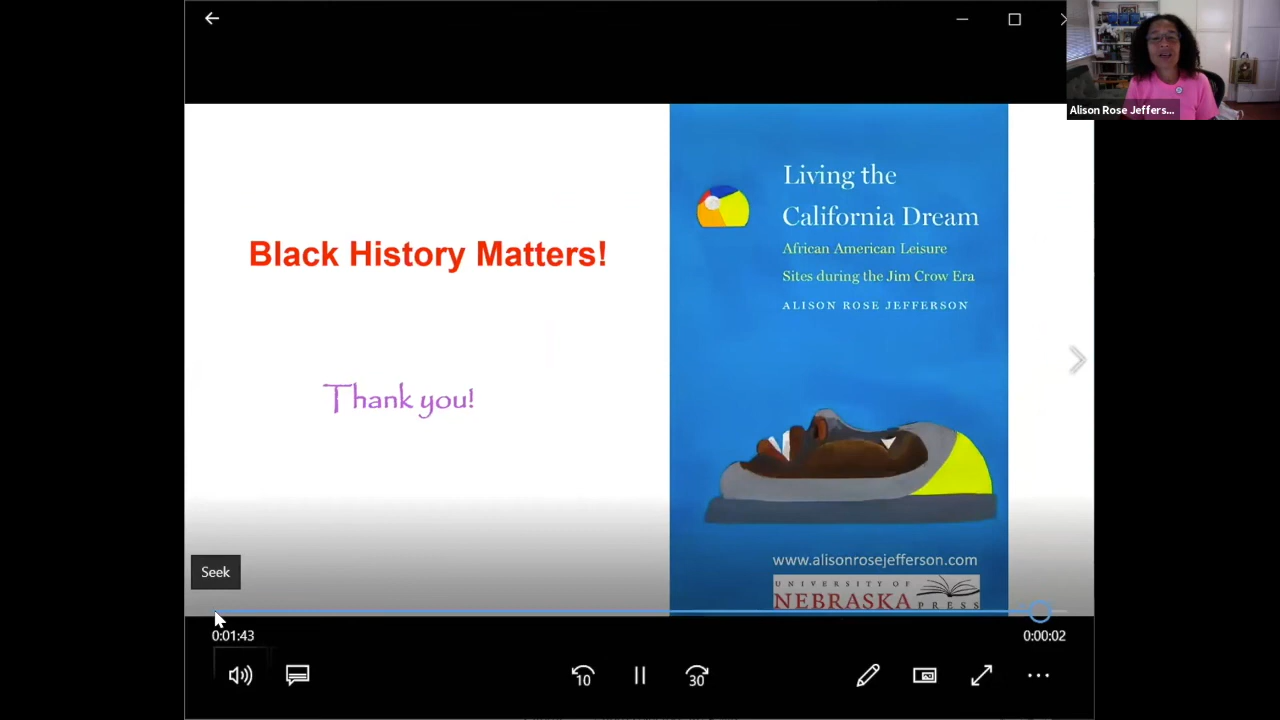 Alison Rose Jeffers...
Black History Matters!
Thank you!
Living the
California Dream
African American Leisure
Sites during the Jim Crow Era
ALISON ROSE JEFFERSON
www.alisonrosejefferson.com
UNIVERSITY OF
NEBRASKA
PRESS
Seek
0:01:43
0:00:02
10
30